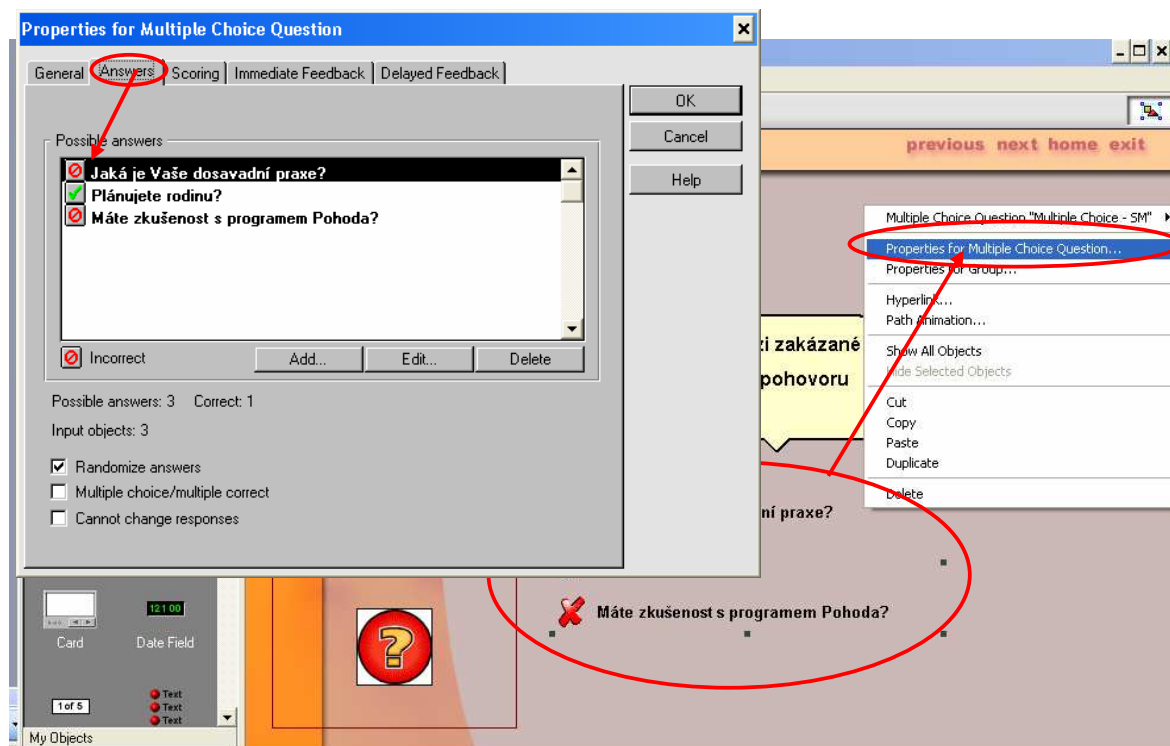 Properties for Multiple Choice Question
General Answers Scoring Immediate Feedback Delayed Feedback
OK
Cancel
Help
Possible answers
Jaká je Vaše dosavadní praxe?
Plánujete rodinu?
Máte zkušenost s programem Pohoda?
Incorrect Add... Edit... Delete
Possible answers: 3 Correct: 1
Input objects: 3
Randomize answers
Multiple choice/multiple correct
Cannot change responses
previous next home exit
Multiple Choice Question "Multiple Choice - SM"
Properties for Multiple Choice Question...
Properties for Group...
Hyperlink...
Path Animation...
Show All Objects
Hide Selected Objects
Cut
Copy
Paste
Duplicate
Delete
zi zakázané
pohovoru
ní praxe?
Máte zkušenost s programem Pohoda?
121 00
Card Date Field
1 of 5
Text
Text
Text
My Objects